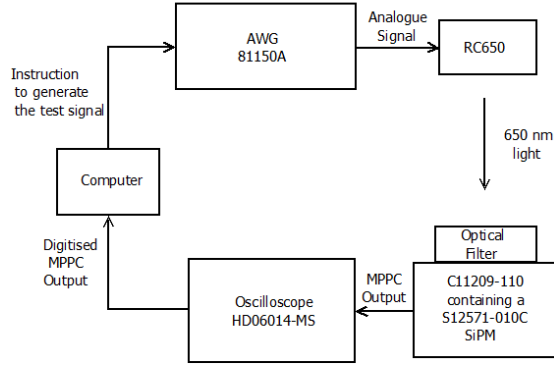 AWG
81150A
Analogue
Signal
RC650
Instruction
to generate
the test signal
650 nm
light
Computer
Optical
Filter
Digitised
MPPC
Output
Oscilloscope
HD06014-MS
MPPC
Output
C11209-110
containing a
S12571-010C
SiPM